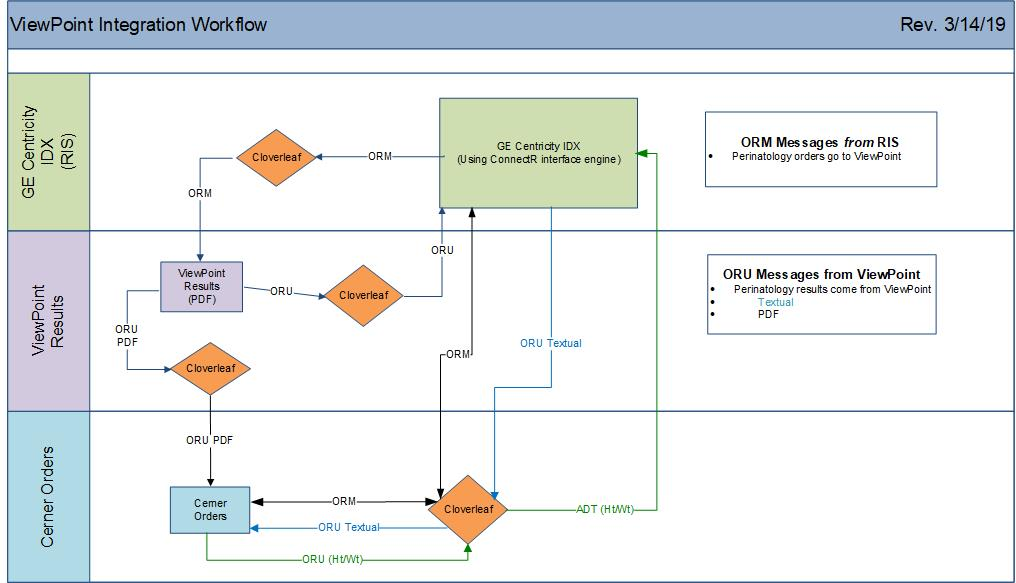 ViewPoint Integration Workflow
Rev. 3/14/19
GE Centricity
IDX
(RIS)
Cloverleaf
ORM
GE Centricity IDX
(Using ConnectR interface engine)
ORM Messages from RIS
• Perinatology orders go to ViewPoint
ORM
ViewPoint
Results
ViewPoint
Results
(PDF)
ORU
Cloverleaf
ORU
ORU Messages from ViewPoint
• Perinatology results come from ViewPoint
• Textual
• PDF
ORU
PDF
Cloverleaf
ORM
ORU Textual
Cerner Orders
ORU PDF
Cerner
Orders
ORM
Cloverleaf
ADT (Ht/Wt)
ORU Textual
ORU (Ht/Wt)